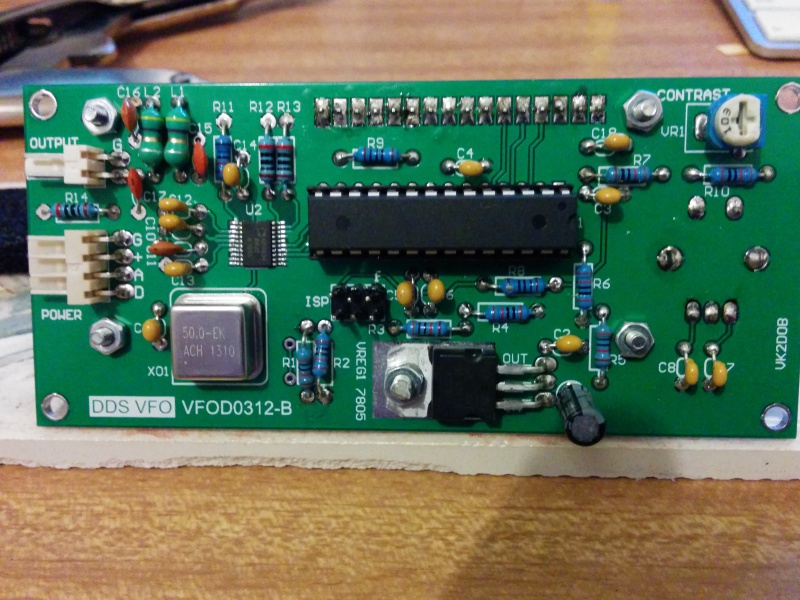 C16 L2 L1
R11 R12 R13
CONTRAST
VR1
OUTPUT
G
C15
C14
C18
R9
C4
R7
R10
R14
C17
C12
C3
U2
C10
C11
C13
G
+
A
D
POWER
ISP
R8
R6
R3
R4
50.0-EK
ACH 1310
XO1
R1
R2
VREG1 7805
OUT
C2
R5
C8
C7
VK2DOB
DDS VFO VFOD0312-B